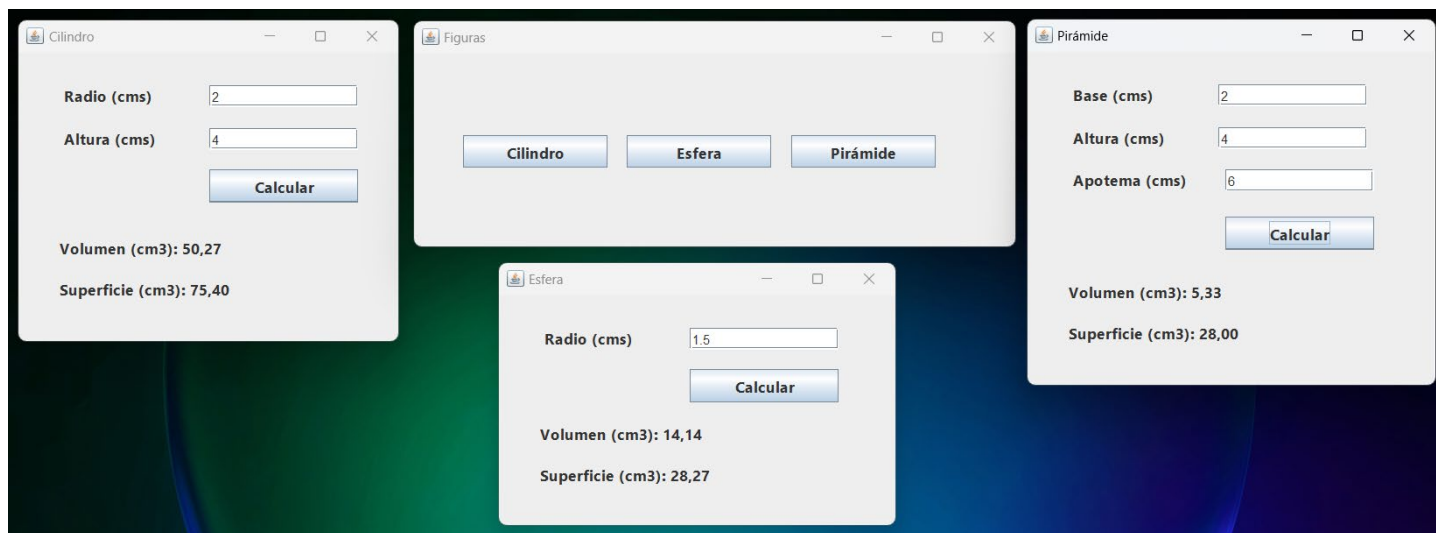 Cilindro
Radio (cms) 2
Altura (cms) 4
Calcular
Volumen (cm3): 50,27
Superficie (cm3): 75,40
Figuras
Cilindro Esfera Pirámide
Esfera
Radio (cms) 1.5
Calcular
Volumen (cm3): 14,14
Superficie (cm3): 28,27
Pirámide
Base (cms) 2
Altura (cms) 4
Apotema (cms) 6
Calcular
Volumen (cm3): 5,33
Superficie (cm3): 28,00